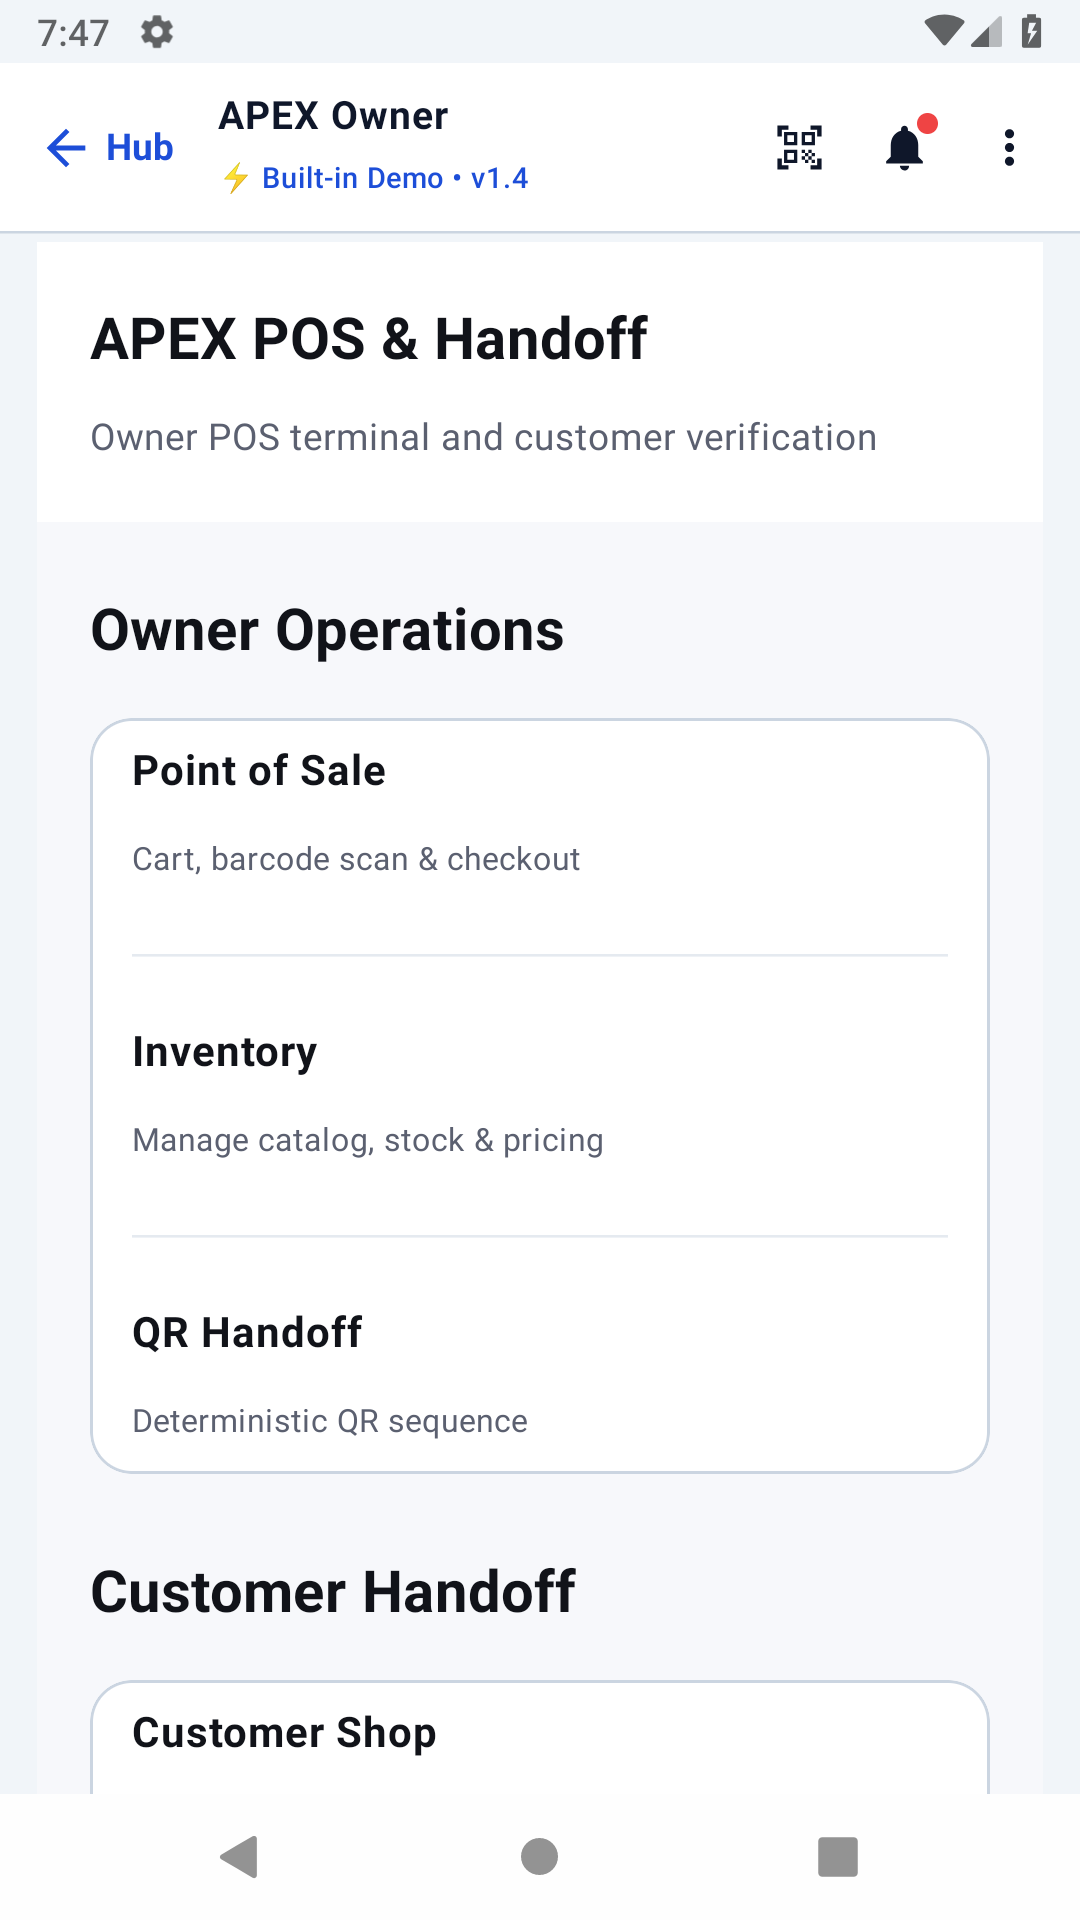 7:47
Hub
APEX Owner
⚡ Built-in Demo • v1.4
APEX POS & Handoff
Owner POS terminal and customer verification
Owner Operations
Point of Sale
Cart, barcode scan & checkout
Inventory
Manage catalog, stock & pricing
QR Handoff
Deterministic QR sequence
Customer Handoff
Customer Shop